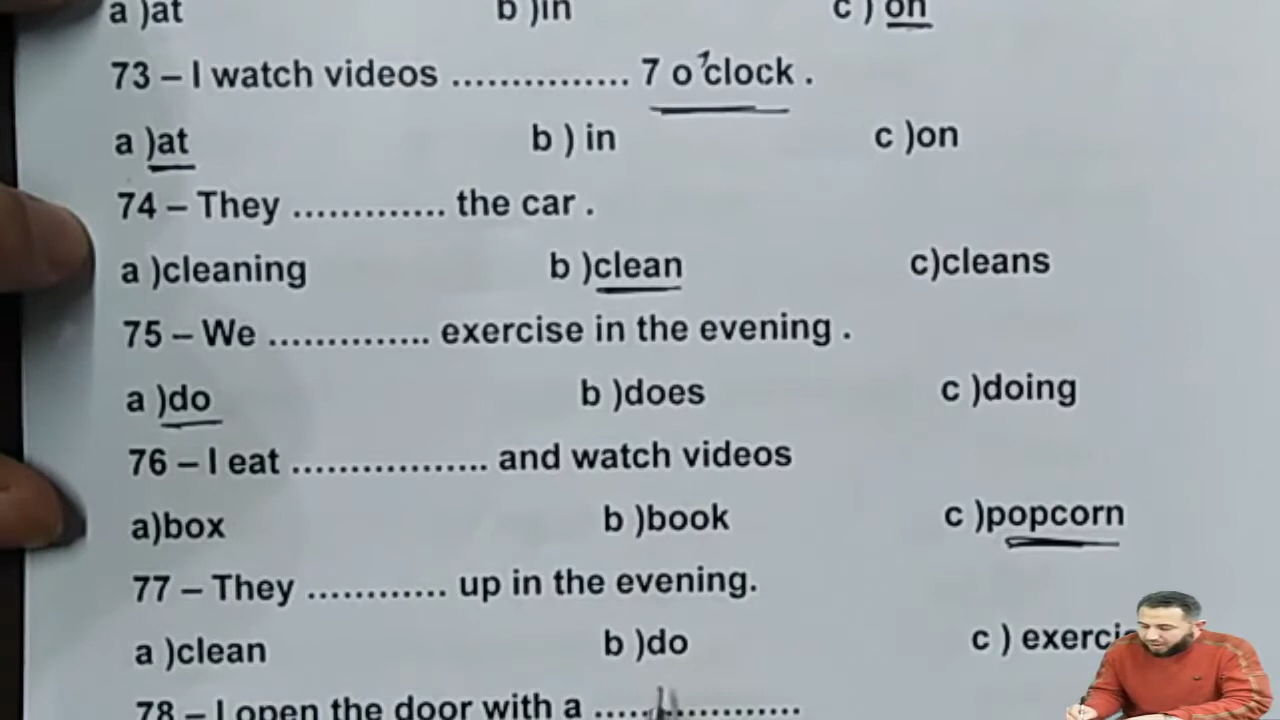 a )at b )in c ) on
73 – I watch videos ............... 7 o'clock .
a )at b ) in c )on
74 – They ............. the car .
a )cleaning b )clean c)cleans
75 – We .............. exercise in the evening .
a )do b )does c )doing
76 – I eat ................. and watch videos
a)box b )book c )popcorn
77 – They ............ up in the evening.
a )clean b )do c )
78 – I open the door with a ..................